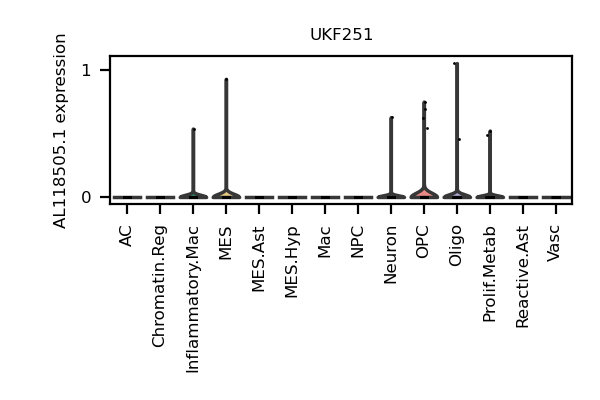 UKF251
AL118505.1 expression
1
0
AC
Chromatin.Reg
Inflammatory.Mac
MES
MES.Ast
MES.Hyp
Mac
NPC
Neuron
OPC
Oligo
Prolif.Metab
Reactive.Ast
Vasc